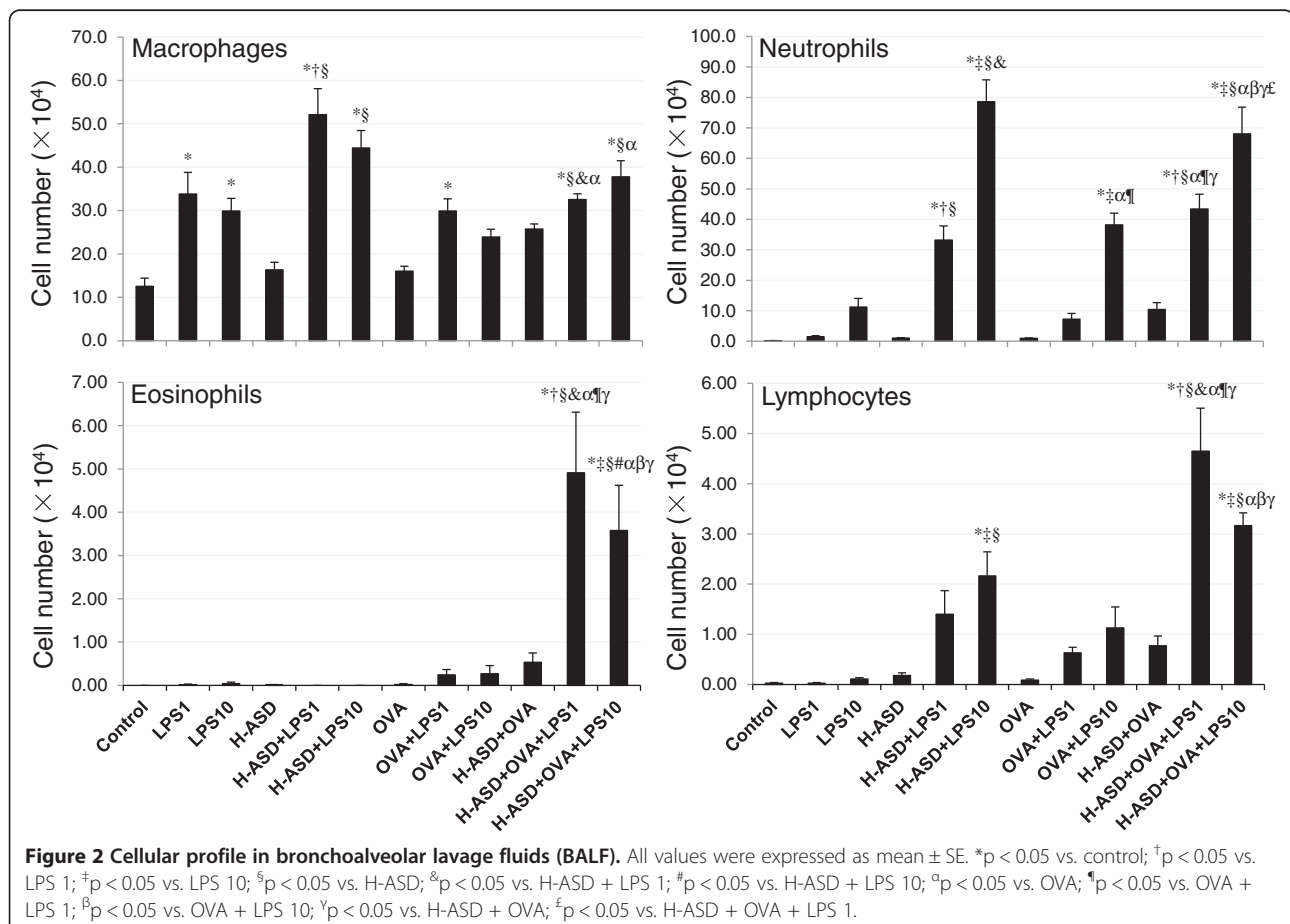 Macrophages
Cell number (×10⁴)
70.0
60.0
50.0
40.0
30.0
20.0
10.0
0.0
*
*
*†§
*§
*
*§&α
*§α
Neutrophils
Cell number (×10⁴)
100.0
90.0
80.0
70.0
60.0
50.0
40.0
30.0
20.0
10.0
0.0
*†§
*‡§&
*‡α¶
*†§α¶γ
*‡§αβγ£
Eosinophils
Cell number (×10⁴)
7.00
6.00
5.00
4.00
3.00
2.00
1.00
0.00
*†§&α¶γ
*‡§#αβγ
Control
LPS1
LPS10
H-ASD
H-ASD+LPS1
H-ASD+LPS10
OVA
OVA+LPS1
OVA+LPS10
H-ASD+OVA
H-ASD+OVA+LPS1
H-ASD+OVA+LPS10
Lymphocytes
Cell number (×10⁴)
6.00
5.00
4.00
3.00
2.00
1.00
0.00
*‡§
*†§&α¶γ
*‡§αβγ
Control
LPS1
LPS10
H-ASD
H-ASD+LPS1
H-ASD+LPS10
OVA
OVA+LPS1
OVA+LPS10
H-ASD+OVA
H-ASD+OVA+LPS1
H-ASD+OVA+LPS10
Figure 2 Cellular profile in bronchoalveolar lavage fluids (BALF). All values were expressed as mean ± SE. *p < 0.05 vs. control; †p < 0.05 vs.
LPS 1; ‡p < 0.05 vs. LPS 10; §p < 0.05 vs. H-ASD; &p < 0.05 vs. H-ASD + LPS 1; #p < 0.05 vs. H-ASD + LPS 10; αp < 0.05 vs. OVA; ¶p < 0.05 vs. OVA +
LPS 1; βp < 0.05 vs. OVA + LPS 10; γp < 0.05 vs. H-ASD + OVA; £p < 0.05 vs. H-ASD + OVA + LPS 1.